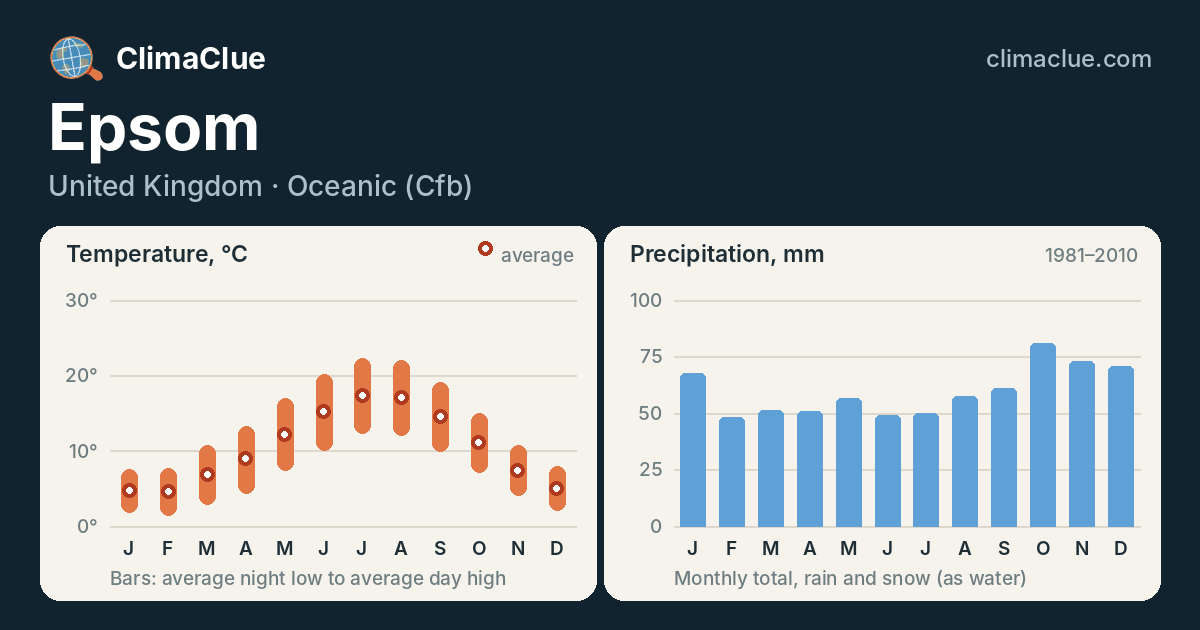 ClimaClue
climaclue.com
Epsom
United Kingdom · Oceanic (Cfb)
Temperature, °C
average
30°
20°
10°
0°
J F M A M J J A S O N D
Bars: average night low to average day high
Precipitation, mm
1981–2010
100
75
50
25
0
J F M A M J J A S O N D
Monthly total, rain and snow (as water)